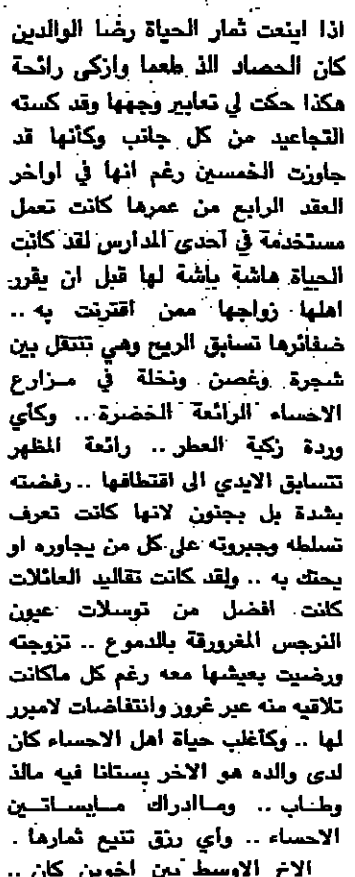 اذا اينعت ثمار الحياة رضا الوالدين
كان الحصاد الذ طعما وازكى رائحة
هكذا حكت لي تعابير وجهها وقد كسته
التجاعيد من كل جانب وكأنها قد
جاوزت الخمسين رغم انها في اواخر
العقد الرابع من عمرها كانت تعمل
مستخدمة في احدى المدارس لقد كانت
الحياة هاشة باشة لها قبل ان يقرر
اهلها زواجها ممن اقترنت به ..
ضفائرها تسابق الريح وهي تتنقل بين
شجرة وغصن ونخلة في مزارع
الاحساء الرائعة الخضرة .. وكأي
وردة زكية العطر .. رائعة المظهر
تتسابق الايدي الى اقتطافها .. رفضته
بشدة بل بجنون لانها كانت تعرف
تسلطه وجبروته على كل من يجاوره او
يحتك به .. ولقد كانت تقاليد العائلات
كانت افضل من توسلات عيون
النرجس المغرورقة بالدموع .. تزوجته
ورضيت بعيشها معه رغم كل ماكانت
تلاقيه منه عبر غروز وانتفاضات لامبرر
لها .. وكأغلب حياة اهل الاحساء كان
لدى والده هو الاخر بستانا فيه مالذ
وطاب .. وماادراك مابساتين
الاحساء .. وأي رزق تنبع ثمارها .
الاخ الاوسط بين اخوين كان ..